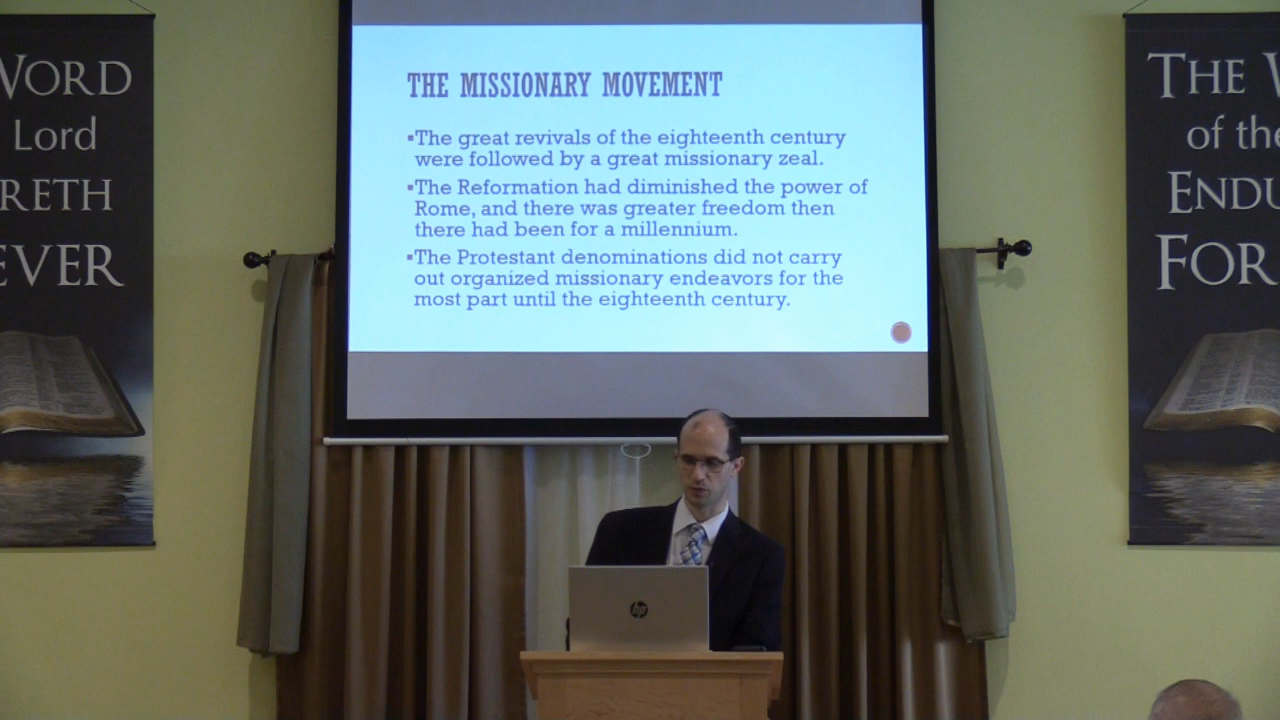 THE MISSIONARY MOVEMENT
▪The great revivals of the eighteenth century
were followed by a great missionary zeal.
▪The Reformation had diminished the power of
Rome, and there was greater freedom then
there had been for a millennium.
▪The Protestant denominations did not carry
out organized missionary endeavors for the
most part until the eighteenth century.
WORD
Lord
RETH
EVER
THE W
of the
ENDU
FOR
hp